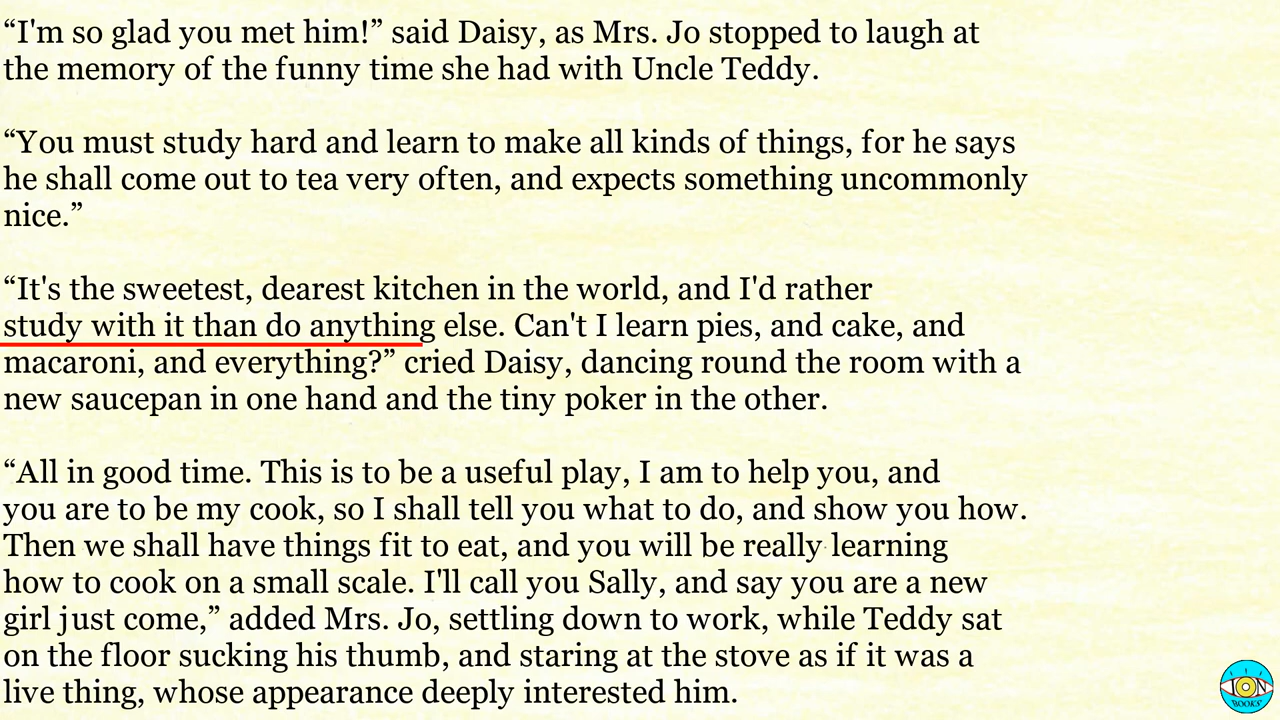 “I'm so glad you met him!” said Daisy, as Mrs. Jo stopped to laugh at
the memory of the funny time she had with Uncle Teddy.
“You must study hard and learn to make all kinds of things, for he says
he shall come out to tea very often, and expects something uncommonly
nice.”
“It's the sweetest, dearest kitchen in the world, and I'd rather
study with it than do anything else. Can't I learn pies, and cake, and
macaroni, and everything?” cried Daisy, dancing round the room with a
new saucepan in one hand and the tiny poker in the other.
“All in good time. This is to be a useful play, I am to help you, and
you are to be my cook, so I shall tell you what to do, and show you how.
Then we shall have things fit to eat, and you will be really learning
how to cook on a small scale. I'll call you Sally, and say you are a new
girl just come,” added Mrs. Jo, settling down to work, while Teddy sat
on the floor sucking his thumb, and staring at the stove as if it was a
live thing, whose appearance deeply interested him.
ION
BOOKS